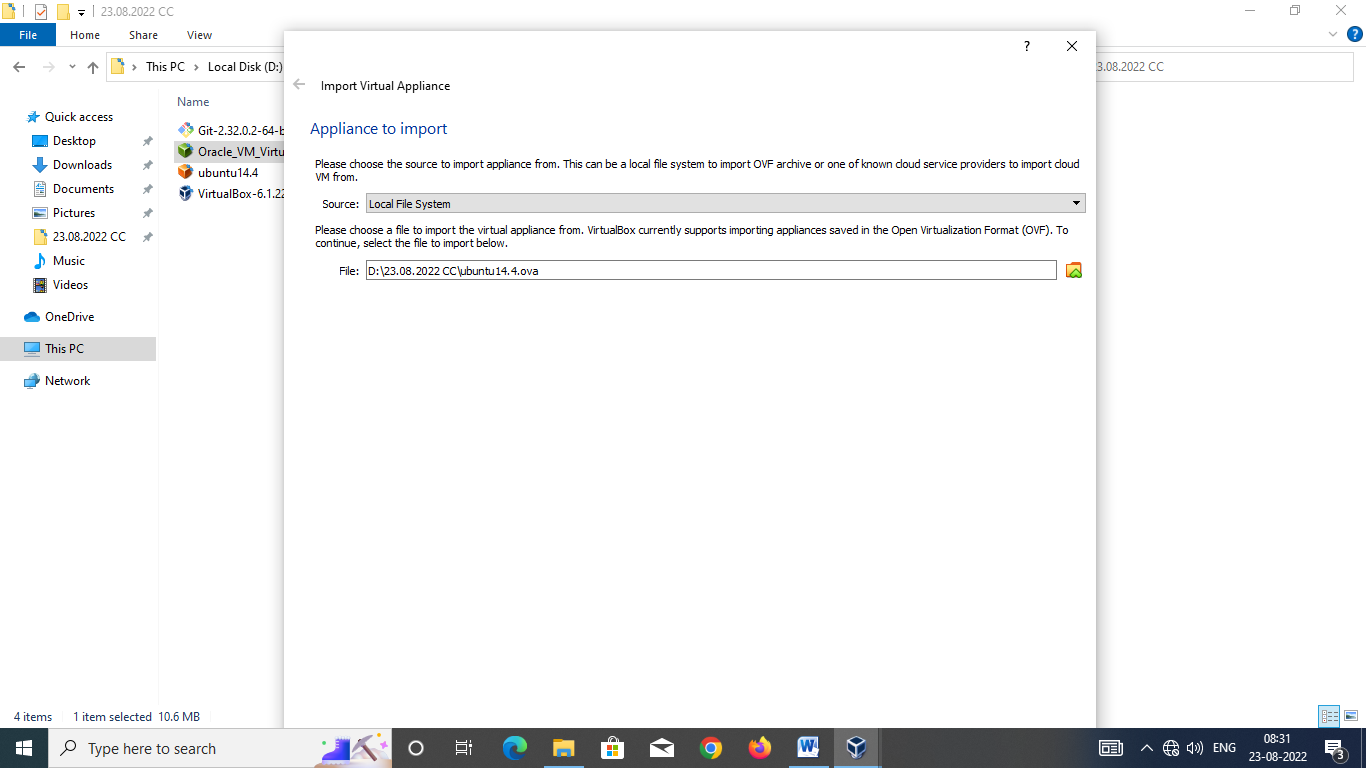 23.08.2022 CC
File Home Share View
This PC Local Disk (D:)
3.08.2022 CC
Quick access
Desktop
Downloads
Documents
Pictures
23.08.2022 CC
Music
Videos
OneDrive
This PC
Network
Name
Git-2.32.0.2-64-b
Oracle_VM_Virtu
ubuntu14.4
VirtualBox-6.1.22
?
Import Virtual Appliance
Appliance to import
Please choose the source to import appliance from. This can be a local file system to import OVF archive or one of known cloud service providers to import cloud
VM from.
Source: Local File System
Please choose a file to import the virtual appliance from. VirtualBox currently supports importing appliances saved in the Open Virtualization Format (OVF). To
continue, select the file to import below.
File: D:\23.08.2022 CC\ubuntu14.4.ova
4 items 1 item selected 10.6 MB
Type here to search
ENG
08:31
23-08-2022
3